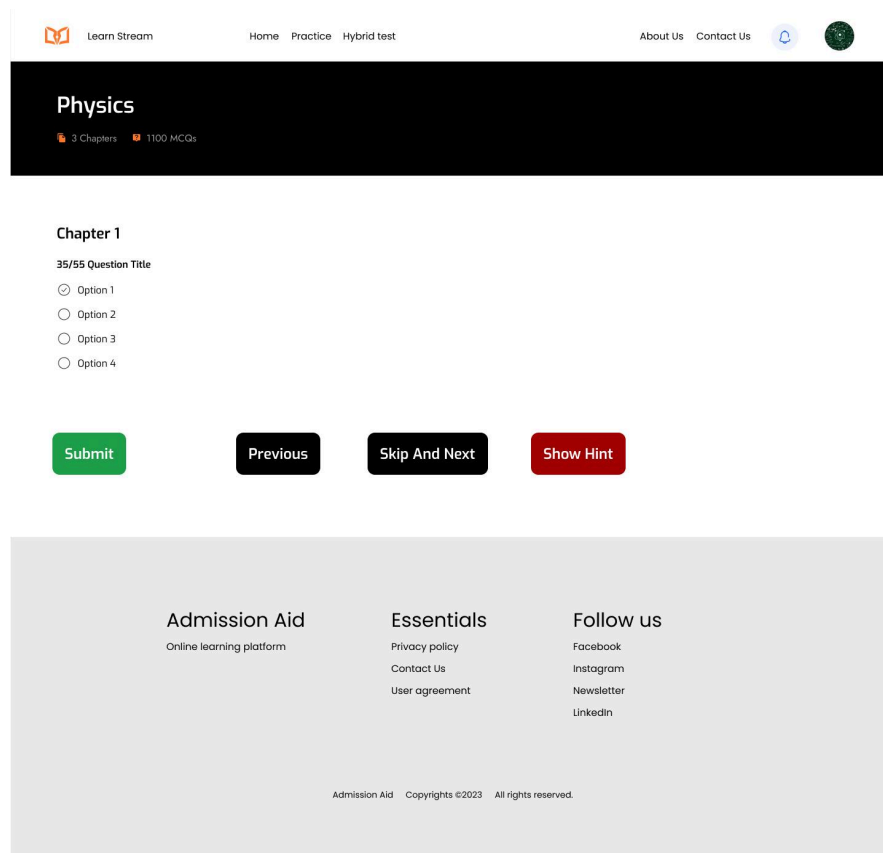 Learn Stream Home Practice Hybrid test About Us Contact Us
Physics
3 Chapters 1100 MCQs
Chapter 1
35/55 Question Title
Option 1
Option 2
Option 3
Option 4
Submit Previous Skip And Next Show Hint
Admission Aid Essentials Follow us
Online learning platform Privacy policy Facebook
Contact Us Instagram
User agreement Newsletter
LinkedIn
Admission Aid Copyrights ©2023 All rights reserved.